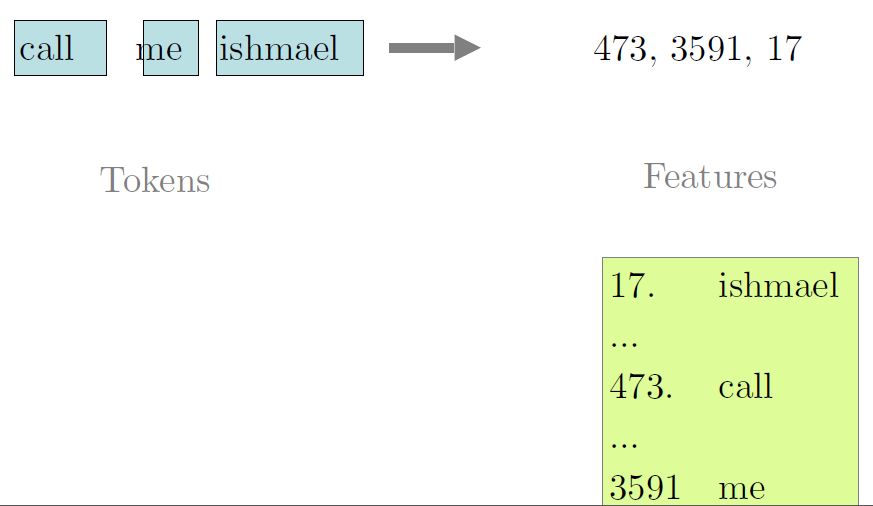 call me ishmael 473, 3591, 17
Tokens Features
17. ishmael
...
473. call
...
3591 me